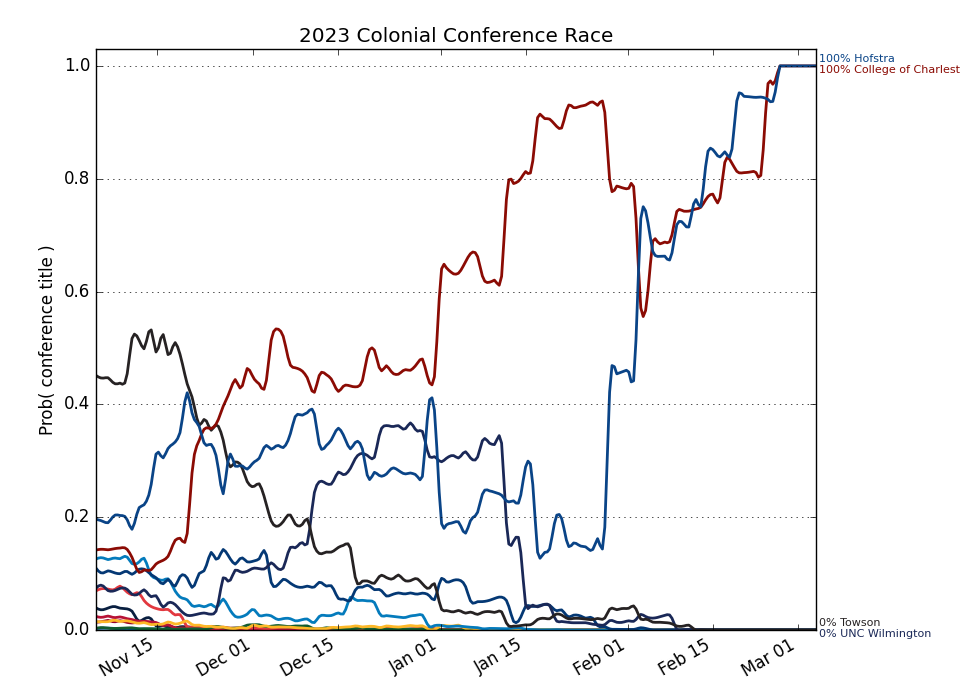 2023 Colonial Conference Race
1.0
0.8
0.6
0.4
0.2
0.0
Prob( conference title )
100% Hofstra
100% College of Charlest
0% Towson
0% UNC Wilmington
Nov 15
Dec 01
Dec 15
Jan 01
Jan 15
Feb 01
Feb 15
Mar 01